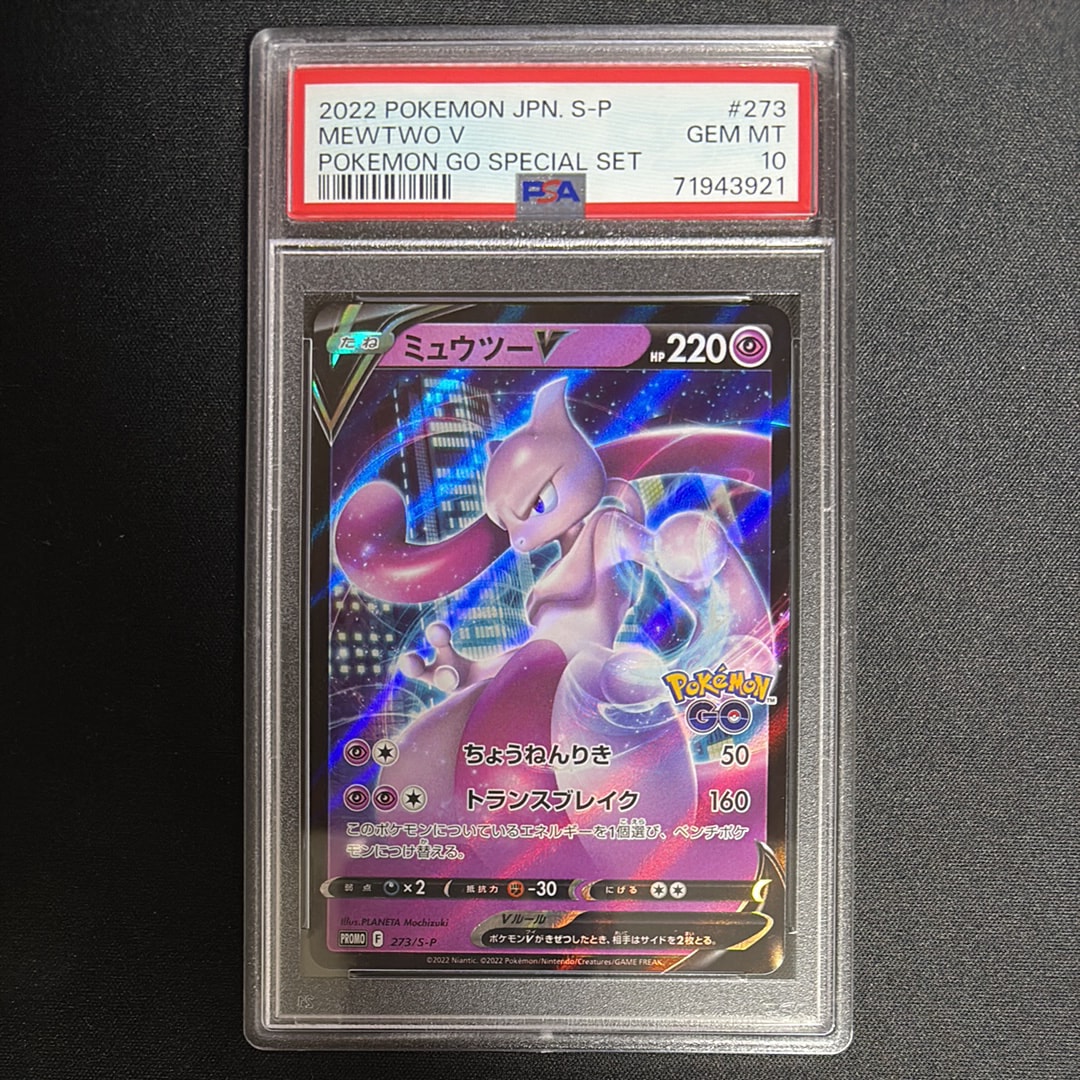 2022 POKEMON JPN. S-P #273
MEWTWO V GEM MT
POKEMON GO SPECIAL SET 10
PSA 71943921
たね ミュウツーV HP 220
POKéMON™
GO
ちょうねんりき 50
トランスブレイク 160
このポケモンについているエネルギーを1個選び、ベンチポケ
モンにつけ替える。
弱点 ×2 抵抗力 -30 にげる
Illus. PLANETA Mochizuki
Vルール
ポケモンVがきぜつしたとき、相手はサイドを2枚とる。
PROMO F 273/S-P
©2022 Niantic. ©2022 Pokémon/Nintendo/Creatures/GAME FREAK.